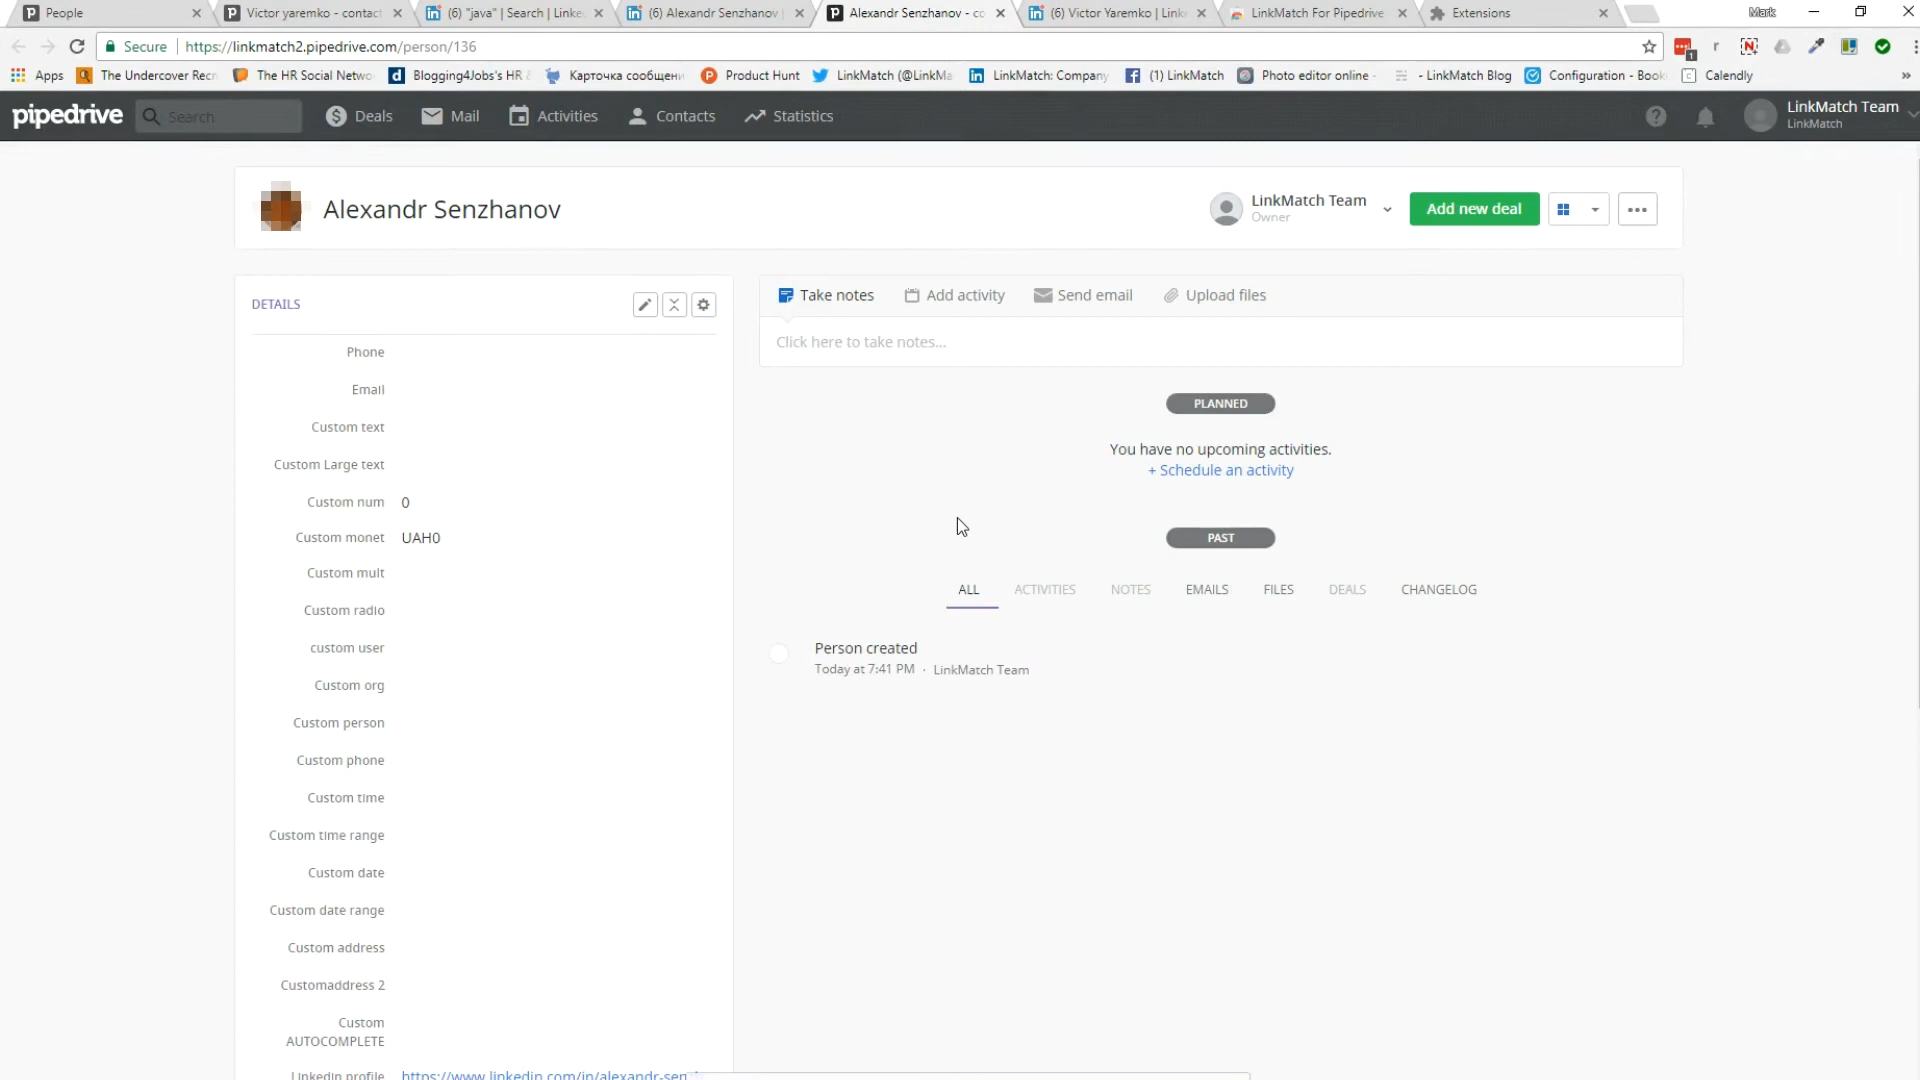 People
Victor yaremko - contact
(6) "java" | Search | Linke
(6) Alexandr Senzhanov |
Alexandr Senzhanov - co
(6) Victor Yaremko | Link
LinkMatch For Pipedrive
Extensions
Mark
Secure
https://linkmatch2.pipedrive.com/person/136
1
Apps
The Undercover Recr
The HR Social Netwo
Blogging4Jobs's HR
Карточка сообщени
Product Hunt
LinkMatch (@LinkMa
LinkMatch: Company
(1) LinkMatch
Photo editor online -
- LinkMatch Blog
Configuration - Book
Calendly
pipedrive
Search
Deals
Mail
Activities
Contacts
Statistics
LinkMatch Team
LinkMatch
Alexandr Senzhanov
LinkMatch Team
Owner
Add new deal
DETAILS
Phone
Email
Custom text
Custom Large text
Custom num 0
Custom monet UAH0
Custom mult
Custom radio
custom user
Custom org
Custom person
Custom phone
Custom time
Custom time range
Custom date
Custom date range
Custom address
Customaddress 2
Custom
AUTOCOMPLETE
Linkedin profile https://www.linkedin.com/in/alexandr-sen
Take notes
Add activity
Send email
Upload files
Click here to take notes...
PLANNED
You have no upcoming activities.
+ Schedule an activity
PAST
ALL
ACTIVITIES
NOTES
EMAILS
FILES
DEALS
CHANGELOG
Person created
Today at 7:41 PM · LinkMatch Team